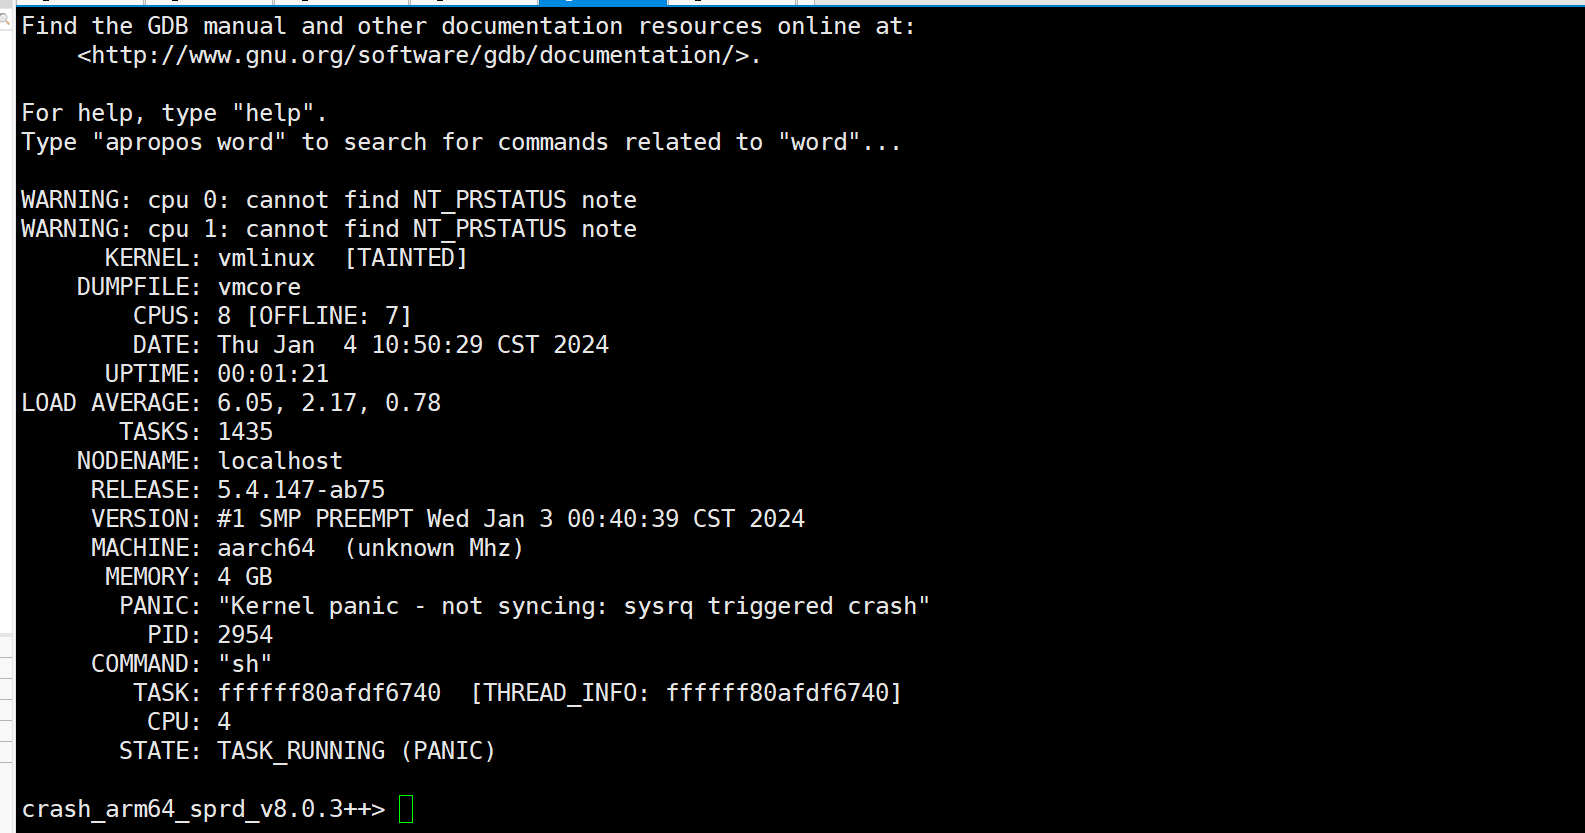 Find the GDB manual and other documentation resources online at:
    <http://www.gnu.org/software/gdb/documentation/>.
For help, type "help".
Type "apropos word" to search for commands related to "word"...
WARNING: cpu 0: cannot find NT_PRSTATUS note
WARNING: cpu 1: cannot find NT_PRSTATUS note
      KERNEL: vmlinux  [TAINTED]
    DUMPFILE: vmcore
        CPUS: 8 [OFFLINE: 7]
        DATE: Thu Jan  4 10:50:29 CST 2024
      UPTIME: 00:01:21
LOAD AVERAGE: 6.05, 2.17, 0.78
       TASKS: 1435
    NODENAME: localhost
     RELEASE: 5.4.147-ab75
     VERSION: #1 SMP PREEMPT Wed Jan 3 00:40:39 CST 2024
     MACHINE: aarch64  (unknown Mhz)
      MEMORY: 4 GB
       PANIC: "Kernel panic - not syncing: sysrq triggered crash"
         PID: 2954
     COMMAND: "sh"
        TASK: ffffff80afdf6740  [THREAD_INFO: ffffff80afdf6740]
         CPU: 4
       STATE: TASK_RUNNING (PANIC)
crash_arm64_sprd_v8.0.3++>